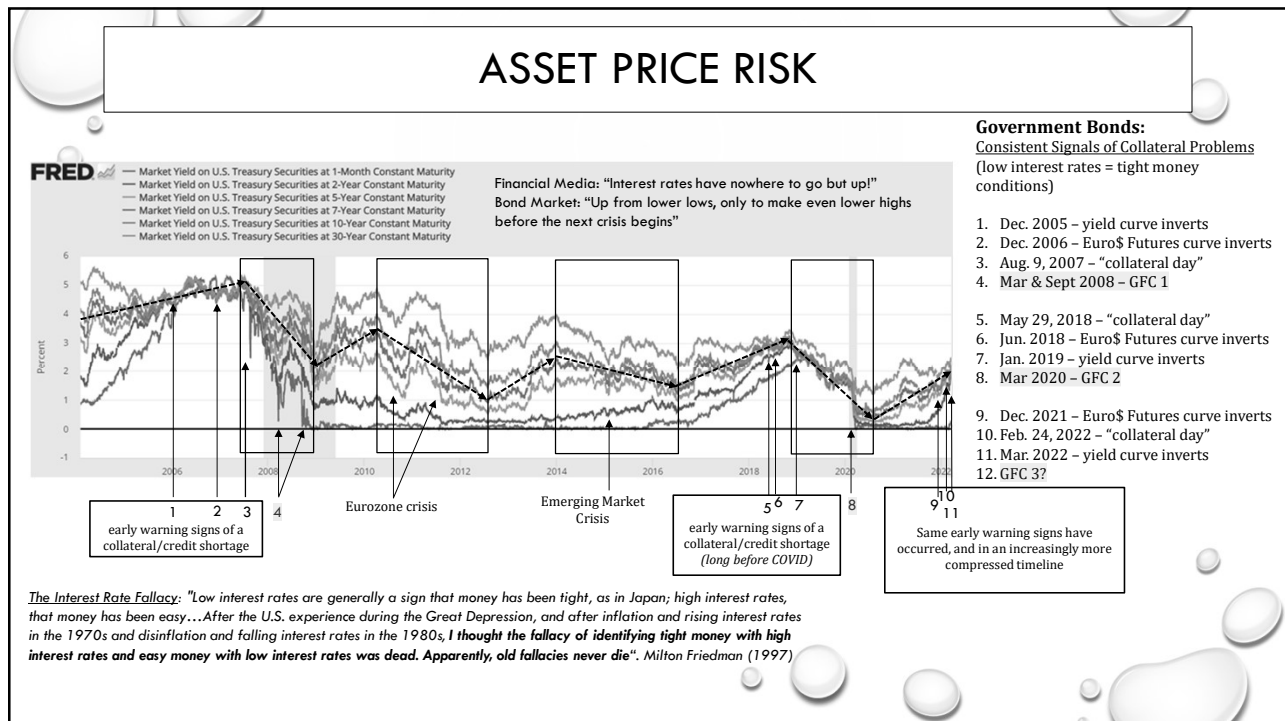 ASSET PRICE RISK
Government Bonds:
Consistent Signals of Collateral Problems
(low interest rates = tight money
conditions)
1. Dec. 2005 – yield curve inverts
2. Dec. 2006 – Euro$ Futures curve inverts
3. Aug. 9, 2007 – “collateral day”
4. Mar & Sept 2008 – GFC 1
5. May 29, 2018 – “collateral day”
6. Jun. 2018 – Euro$ Futures curve inverts
7. Jan. 2019 – yield curve inverts
8. Mar 2020 – GFC 2
9. Dec. 2021 – Euro$ Futures curve inverts
10. Feb. 24, 2022 – “collateral day”
11. Mar. 2022 – yield curve inverts
12. GFC 3?
FRED
— Market Yield on U.S. Treasury Securities at 1-Month Constant Maturity
— Market Yield on U.S. Treasury Securities at 2-Year Constant Maturity
— Market Yield on U.S. Treasury Securities at 5-Year Constant Maturity
— Market Yield on U.S. Treasury Securities at 7-Year Constant Maturity
— Market Yield on U.S. Treasury Securities at 10-Year Constant Maturity
— Market Yield on U.S. Treasury Securities at 30-Year Constant Maturity
Financial Media: “Interest rates have nowhere to go but up!”
Bond Market: “Up from lower lows, only to make even lower highs
before the next crisis begins”
Percent
6
5
4
3
2
1
0
-1
2006 2008 2010 2012 2014 2016 2018 2020 2022
1 2 3 4
early warning signs of a
collateral/credit shortage
Eurozone crisis
Emerging Market
Crisis
5 6 7 8
early warning signs of a
collateral/credit shortage
(long before COVID)
9 10 11
Same early warning signs have
occurred, and in an increasingly more
compressed timeline
The Interest Rate Fallacy: "Low interest rates are generally a sign that money has been tight, as in Japan; high interest rates,
that money has been easy…After the U.S. experience during the Great Depression, and after inflation and rising interest rates
in the 1970s and disinflation and falling interest rates in the 1980s, I thought the fallacy of identifying tight money with high
interest rates and easy money with low interest rates was dead. Apparently, old fallacies never die“. Milton Friedman (1997)